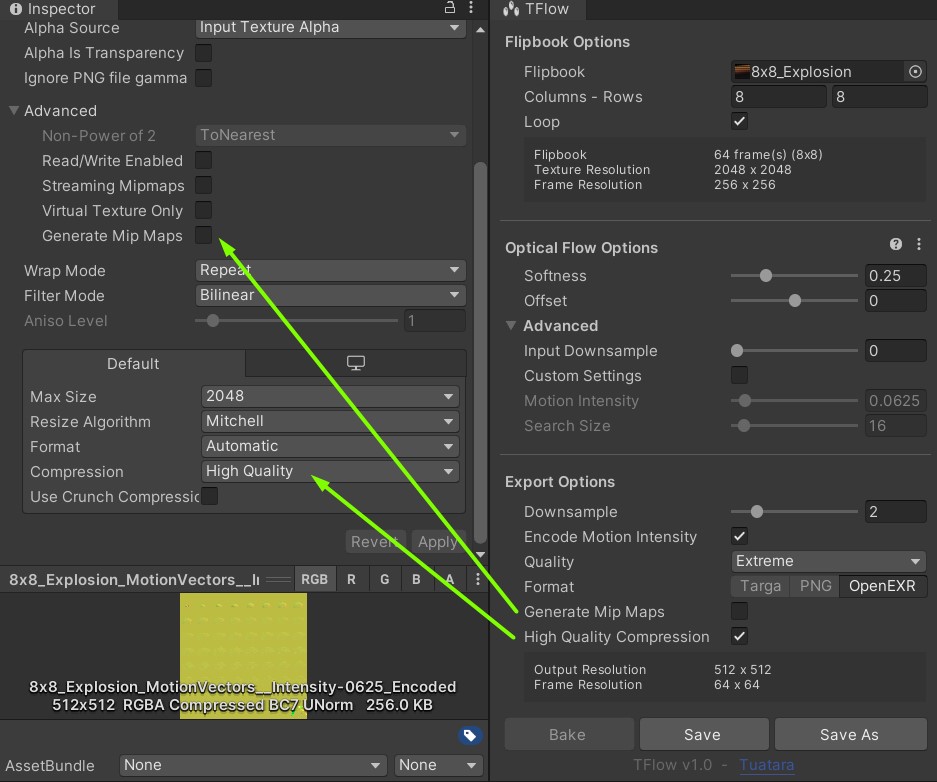 Inspector
Alpha Source Input Texture Alpha
Alpha Is Transparency
Ignore PNG file gamma
Advanced
Non-Power of 2 ToNearest
Read/Write Enabled
Streaming Mipmaps
Virtual Texture Only
Generate Mip Maps
Wrap Mode Repeat
Filter Mode Bilinear
Aniso Level 1
Default
Max Size 2048
Resize Algorithm Mitchell
Format Automatic
Compression High Quality
Use Crunch Compressic
Revert Apply
8x8_Explosion_MotionVectors__I RGB R G B A
8x8_Explosion_MotionVectors__Intensity-0625_Encoded
512x512 RGBA Compressed BC7 UNorm 256.0 KB
AssetBundle None None
TFlow
Flipbook Options
Flipbook 8x8_Explosion
Columns - Rows 8 8
Loop
Flipbook 64 frame(s) (8x8)
Texture Resolution 2048 x 2048
Frame Resolution 256 x 256
Optical Flow Options
Softness 0.25
Offset 0
Advanced
Input Downsample 0
Custom Settings
Motion Intensity 0.0625
Search Size 16
Export Options
Downsample 2
Encode Motion Intensity
Quality Extreme
Format Targa PNG OpenEXR
Generate Mip Maps
High Quality Compression
Output Resolution 512 x 512
Frame Resolution 64 x 64
Bake Save Save As
TFlow v1.0 - Tuatara